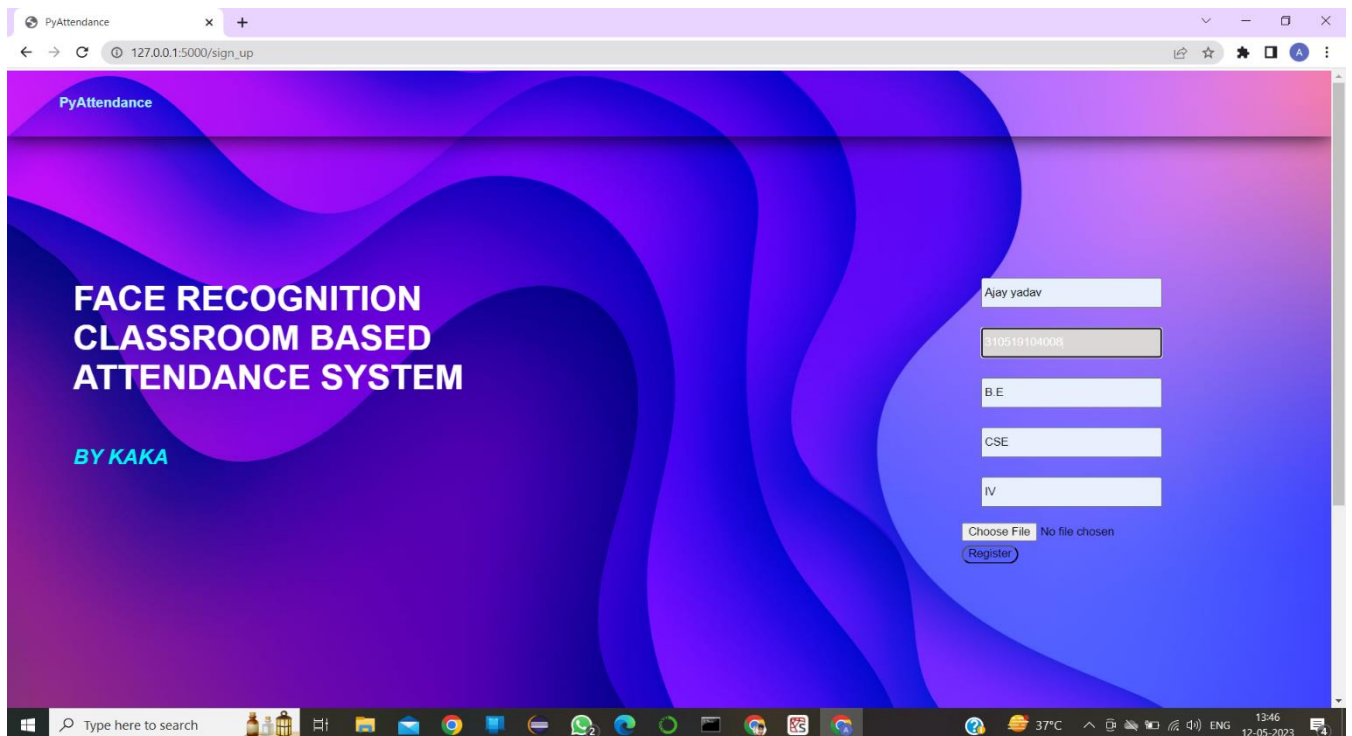 PyAttendance
127.0.0.1:5000/sign_up
A
PyAttendance
FACE RECOGNITION
CLASSROOM BASED
ATTENDANCE SYSTEM
BY KAKA
Ajay yadav
310519104008
B.E
CSE
IV
Choose File No file chosen
Register
Type here to search
2
37°C
ENG
13:46
12-05-2023
4